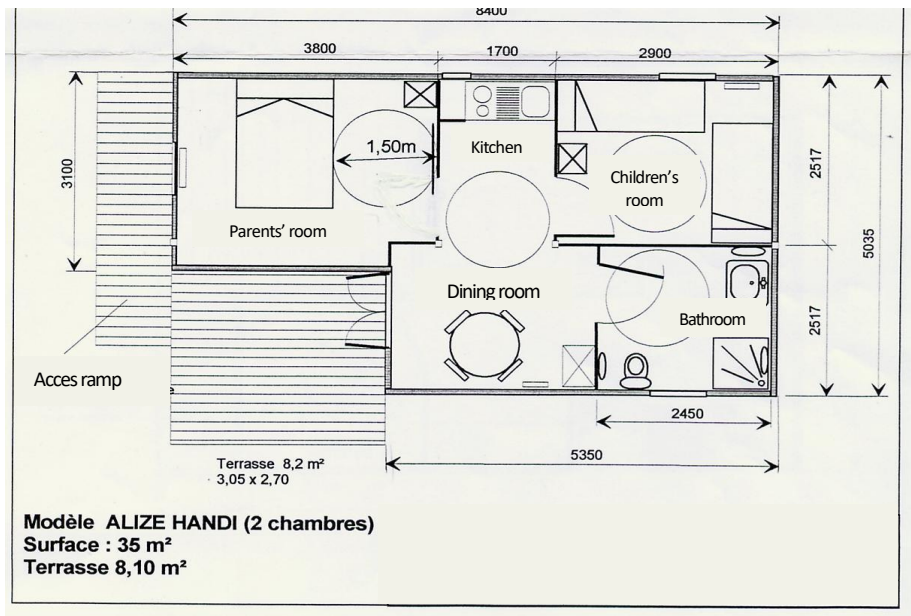 8400
3800
1700
2900
3100
1,50m
Kitchen
Children's
room
2517
5035
Parents' room
Dining room
Bathroom
2517
Acces ramp
2450
5350
Terrasse 8,2 m²
3,05 x 2,70
Modèle ALIZE HANDI (2 chambres)
Surface : 35 m²
Terrasse 8,10 m²